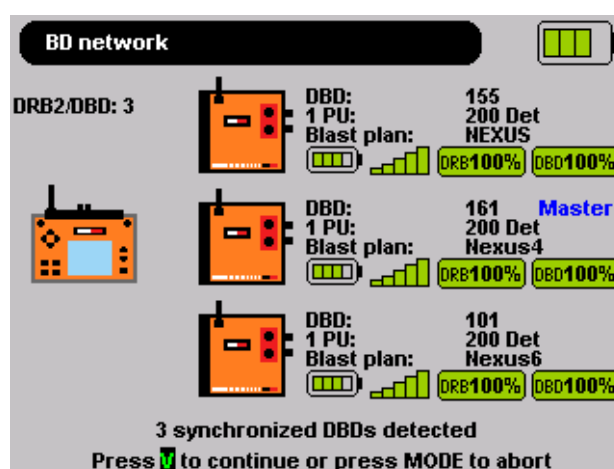 BD network
DRB2/DBD: 3
DBD: 155
1 PU: 200 Det
Blast plan: NEXUS
DRB100% DBD100%
DBD: 161 Master
1 PU: 200 Det
Blast plan: Nexus4
DRB100% DBD100%
DBD: 101
1 PU: 200 Det
Blast plan: Nexus6
DRB100% DBD100%
3 synchronized DBDs detected
Press V to continue or press MODE to abort